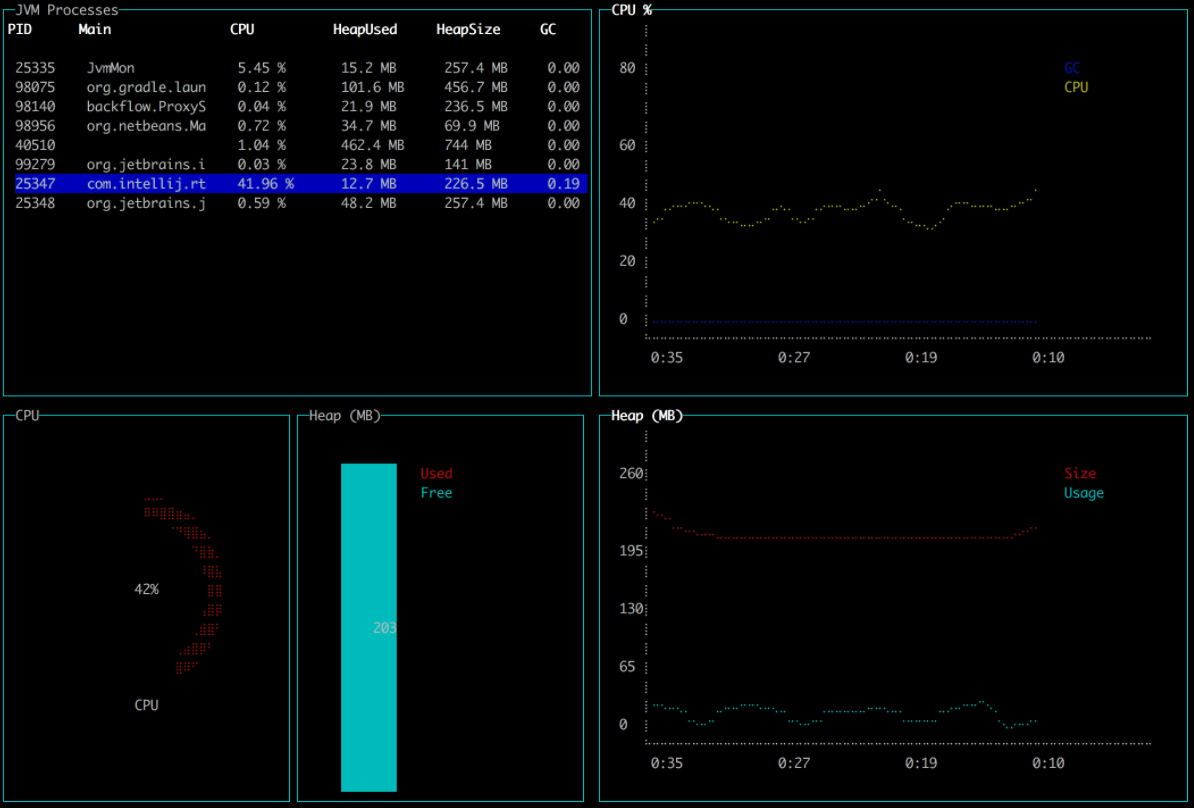 JVM Processes
PID Main CPU HeapUsed HeapSize GC
25335 JvmMon 5.45 % 15.2 MB 257.4 MB 0.00
98075 org.gradle.laun 0.12 % 101.6 MB 456.7 MB 0.00
98140 backflow.ProxyS 0.04 % 21.9 MB 236.5 MB 0.00
98956 org.netbeans.Ma 0.72 % 34.7 MB 69.9 MB 0.00
40510 1.04 % 462.4 MB 744 MB 0.00
99279 org.jetbrains.i 0.03 % 23.8 MB 141 MB 0.00
25347 com.intellij.rt 41.96 % 12.7 MB 226.5 MB 0.19
25348 org.jetbrains.j 0.59 % 48.2 MB 257.4 MB 0.00
CPU %
80
60
40
20
0
GC
CPU
0:35 0:27 0:19 0:10
CPU
42%
CPU
Heap (MB)
Used
Free
203
Heap (MB)
260
195
130
65
0
Size
Usage
0:35 0:27 0:19 0:10